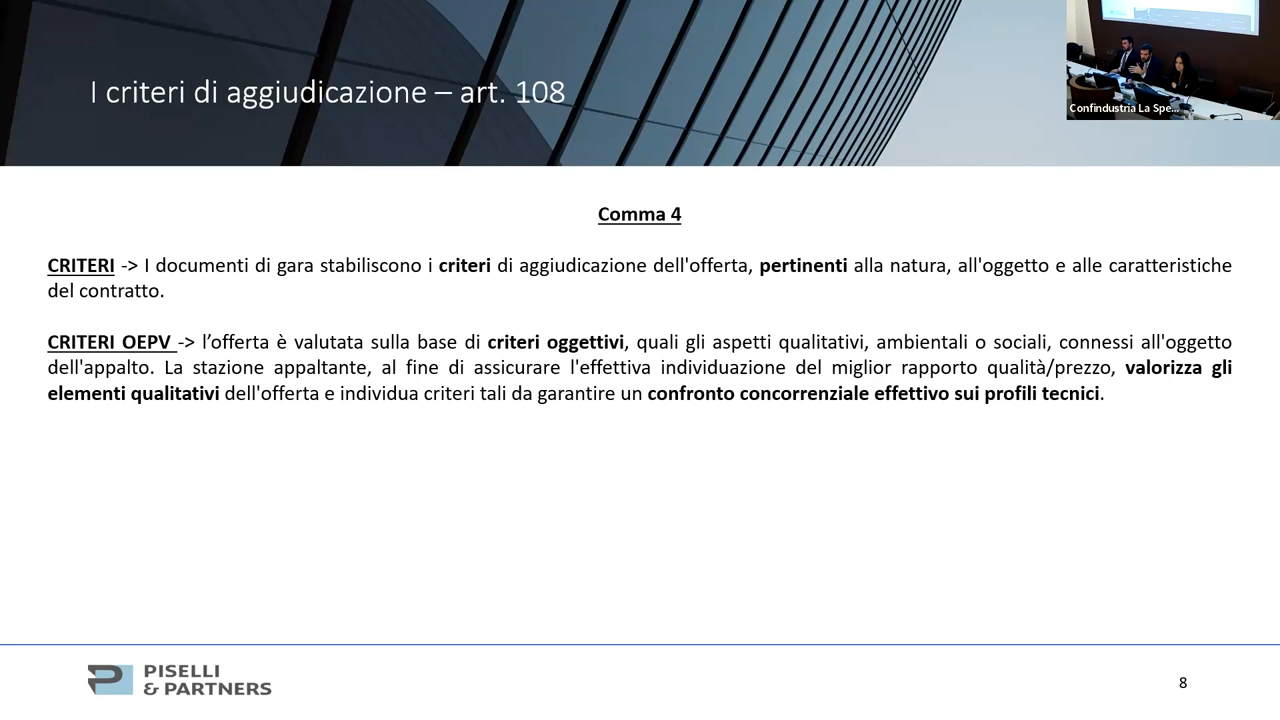 I criteri di aggiudicazione – art. 108
Confindustria La Spe...
Comma 4
CRITERI -> I documenti di gara stabiliscono i criteri di aggiudicazione dell'offerta, pertinenti alla natura, all'oggetto e alle caratteristiche
del contratto.
CRITERI OEPV -> l’offerta è valutata sulla base di criteri oggettivi, quali gli aspetti qualitativi, ambientali o sociali, connessi all'oggetto
dell'appalto. La stazione appaltante, al fine di assicurare l'effettiva individuazione del miglior rapporto qualità/prezzo, valorizza gli
elementi qualitativi dell'offerta e individua criteri tali da garantire un confronto concorrenziale effettivo sui profili tecnici.
PISELLI
& PARTNERS
8